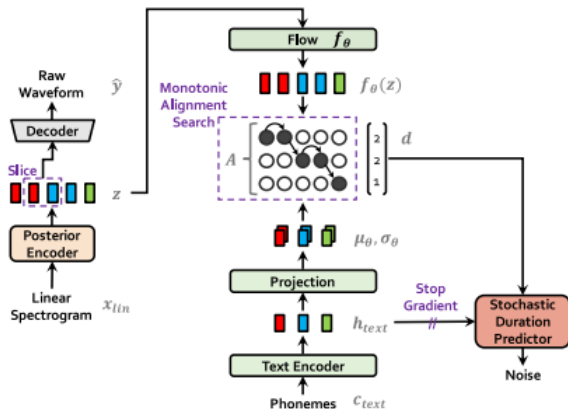 Flow f_θ
Raw
Waveform ŷ
Monotonic
Alignment
Search
f_θ(z)
Decoder
Slice
A
2
2
1
d
z
Posterior
Encoder
μ_θ, σ_θ
Linear
Spectrogram x_lin
Projection
Stop
Gradient
h_text
Stochastic
Duration
Predictor
Text Encoder
Noise
Phonemes c_text